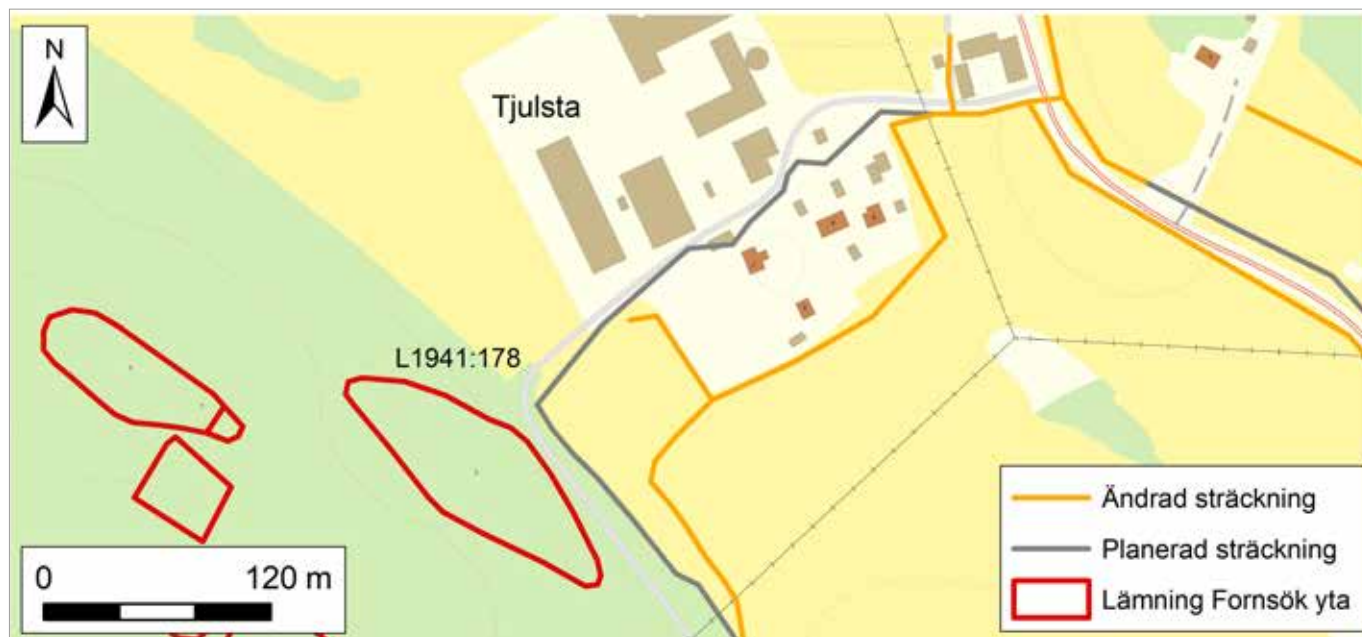 N
Tjulsta
L1941:178
Ändrad sträckning
Planerad sträckning
Lämning Fornsök yta
0 120 m